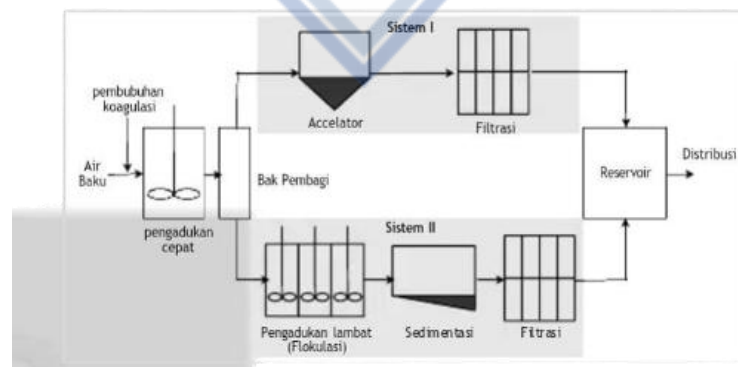 Sistem I
pembubuhan
koagulasi
Accelator
Filtrasi
Air
Baku
Bak Pembagi
Reservoir
Distribusi
pengadukan
cepat
Sistem II
Pengadukan lambat
(Flokulasi)
Sedimentasi
Filtrasi